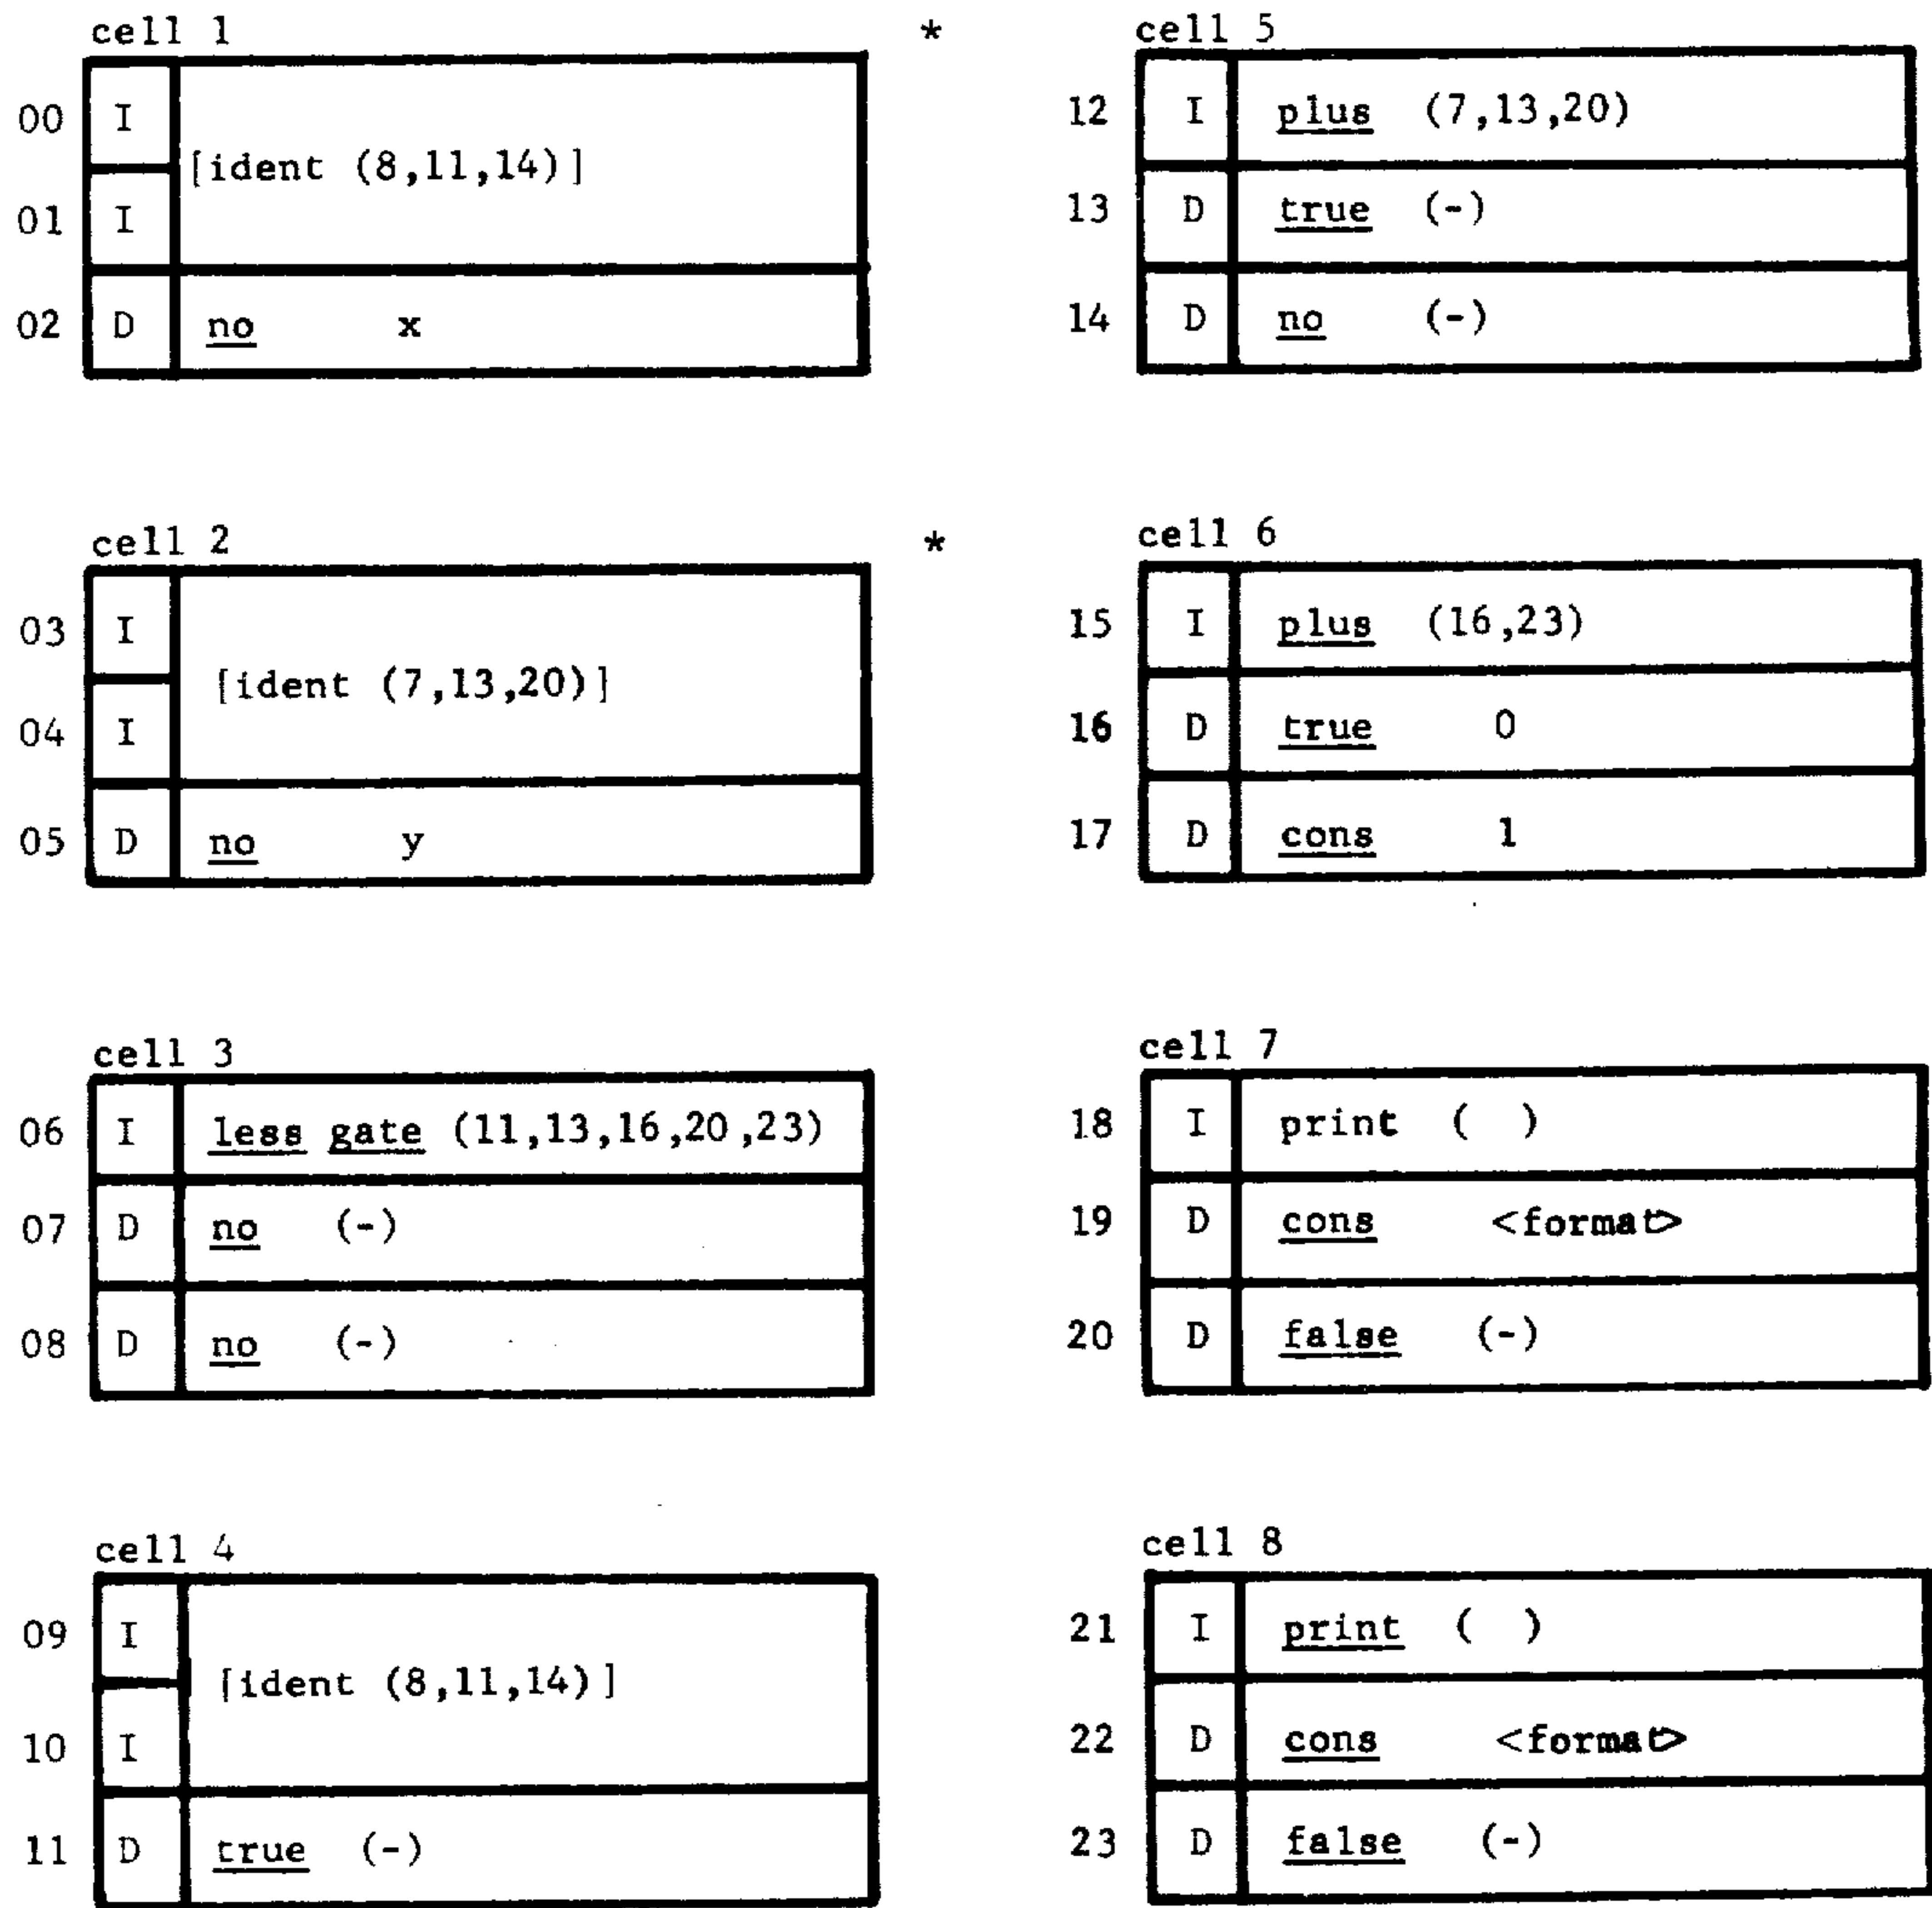 cell 1 *
00 I
[ident (8,11,14)]
01 I
02 D no x
cell 2 *
03 I
[ident (7,13,20)]
04 I
05 D no y
cell 3
06 I less gate (11,13,16,20,23)
07 D no (-)
08 D no (-)
cell 4
09 I
[ident (8,11,14)]
10 I
11 D true (-)
cell 5
12 I plus (7,13,20)
13 D true (-)
14 D no (-)
cell 6
15 I plus (16,23)
16 D true 0
17 D cons 1
cell 7
18 I print ( )
19 D cons <format>
20 D false (-)
cell 8
21 I print ( )
22 D cons <format>
23 D false (-)